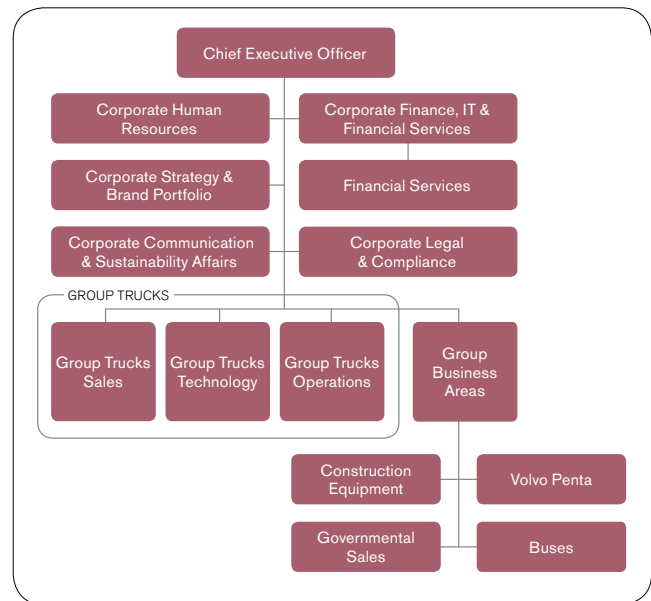 Chief Executive Officer
Corporate Human
Resources
Corporate Finance, IT &
Financial Services
Corporate Strategy &
Brand Portfolio
Financial Services
Corporate Communication
& Sustainability Affairs
Corporate Legal
& Compliance
GROUP TRUCKS
Group Trucks
Sales
Group Trucks
Technology
Group Trucks
Operations
Group
Business
Areas
Construction
Equipment
Volvo Penta
Governmental
Sales
Buses